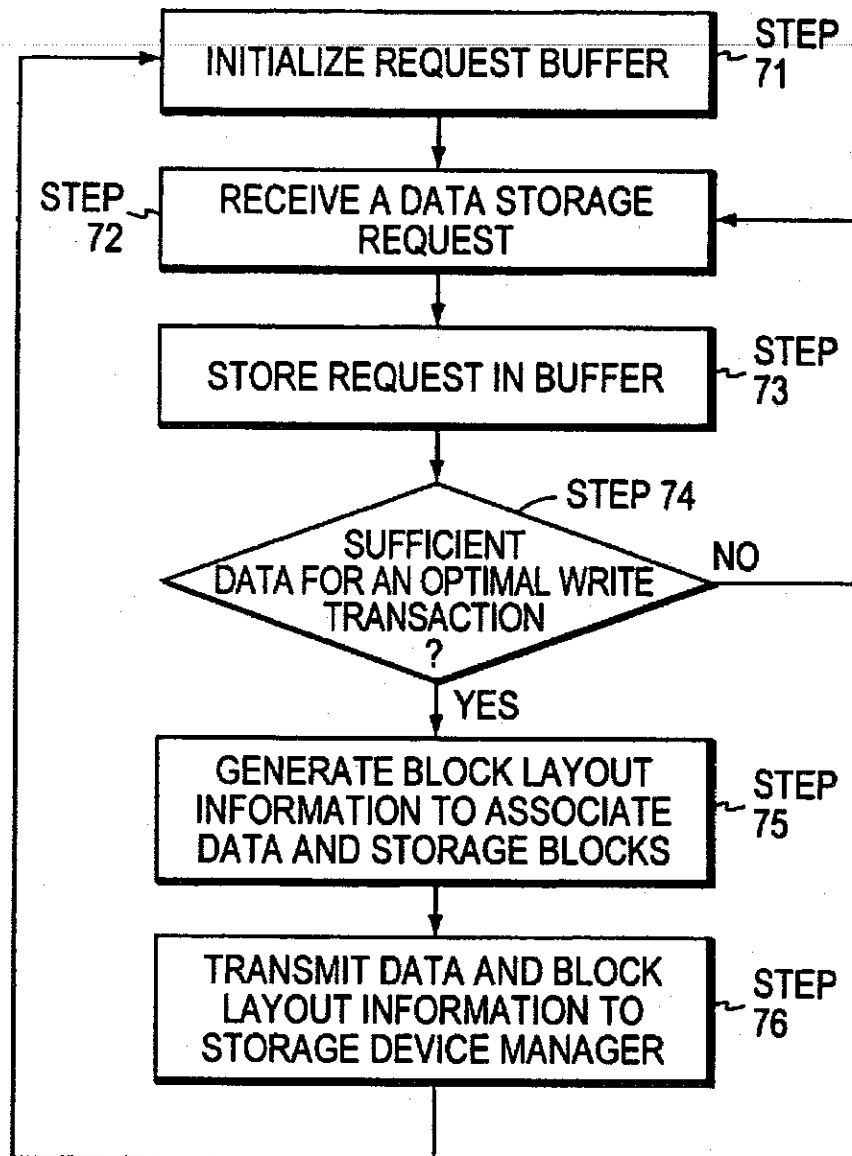 INITIALIZE REQUEST BUFFER
STEP
71
STEP
72
RECEIVE A DATA STORAGE
REQUEST
STORE REQUEST IN BUFFER
STEP
73
STEP 74
SUFFICIENT
DATA FOR AN OPTIMAL WRITE
TRANSACTION
?
NO
YES
GENERATE BLOCK LAYOUT
INFORMATION TO ASSOCIATE
DATA AND STORAGE BLOCKS
STEP
75
TRANSMIT DATA AND BLOCK
LAYOUT INFORMATION TO
STORAGE DEVICE MANAGER
STEP
76